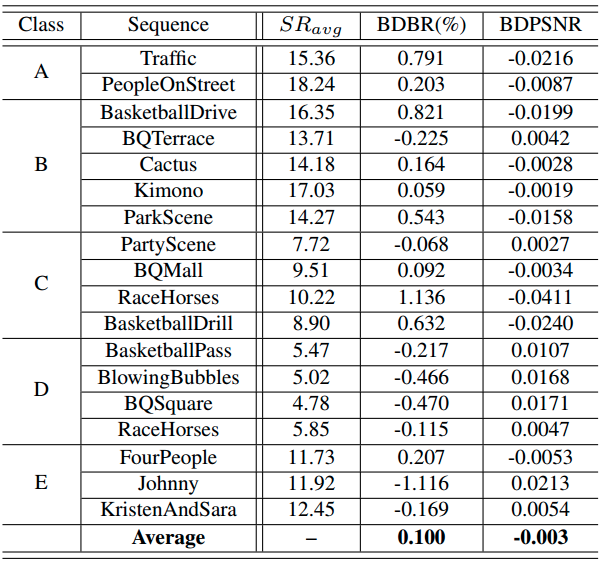 Class Sequence SRavg BDBR(%) BDPSNR
A
Traffic 15.36 0.791 -0.0216
PeopleOnStreet 18.24 0.203 -0.0087
B
BasketballDrive 16.35 0.821 -0.0199
BQTerrace 13.71 -0.225 0.0042
Cactus 14.18 0.164 -0.0028
Kimono 17.03 0.059 -0.0019
ParkScene 14.27 0.543 -0.0158
C
PartyScene 7.72 -0.068 0.0027
BQMall 9.51 0.092 -0.0034
RaceHorses 10.22 1.136 -0.0411
BasketballDrill 8.90 0.632 -0.0240
D
BasketballPass 5.47 -0.217 0.0107
BlowingBubbles 5.02 -0.466 0.0168
BQSquare 4.78 -0.470 0.0171
RaceHorses 5.85 -0.115 0.0047
E
FourPeople 11.73 0.207 -0.0053
Johnny 11.92 -1.116 0.0213
KristenAndSara 12.45 -0.169 0.0054
Average – 0.100 -0.003